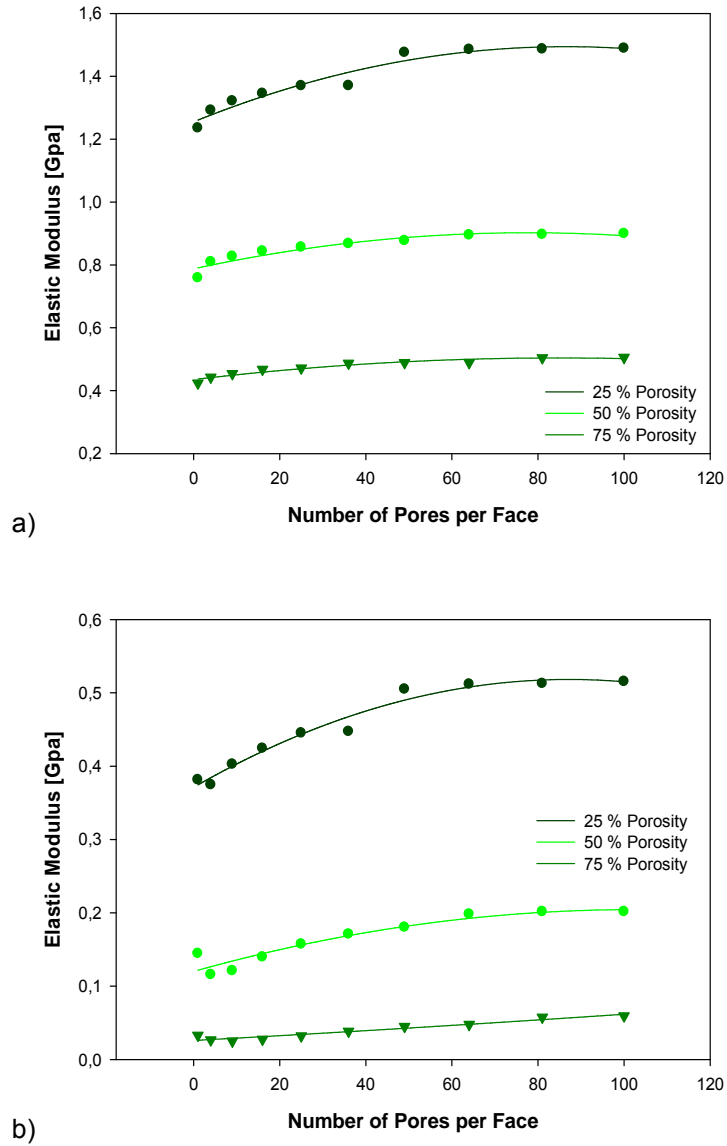 1,6
1,4
1,2
1,0
0,8
0,6
0,4
0,2
Elastic Modulus [Gpa]
25 % Porosity
50 % Porosity
75 % Porosity
0 20 40 60 80 100 120
Number of Pores per Face
a)
0,6
0,5
0,4
0,3
0,2
0,1
0,0
Elastic Modulus [Gpa]
25 % Porosity
50 % Porosity
75 % Porosity
0 20 40 60 80 100 120
Number of Pores per Face
b)